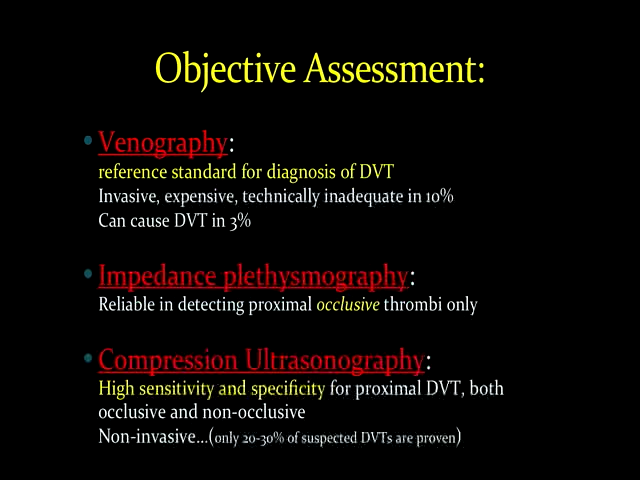 Objective Assessment:
• Venography:
reference standard for diagnosis of DVT
Invasive, expensive, technically inadequate in 10%
Can cause DVT in 3%
• Impedance plethysmography:
Reliable in detecting proximal occlusive thrombi only
• Compression Ultrasonography:
High sensitivity and specificity for proximal DVT, both
occlusive and non-occlusive
Non-invasive...(only 20-30% of suspected DVTs are proven)